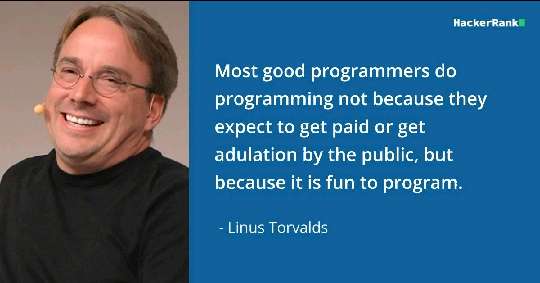 HackerRank
Most good programmers do
programming not because they
expect to get paid or get
adulation by the public, but
because it is fun to program.
- Linus Torvalds